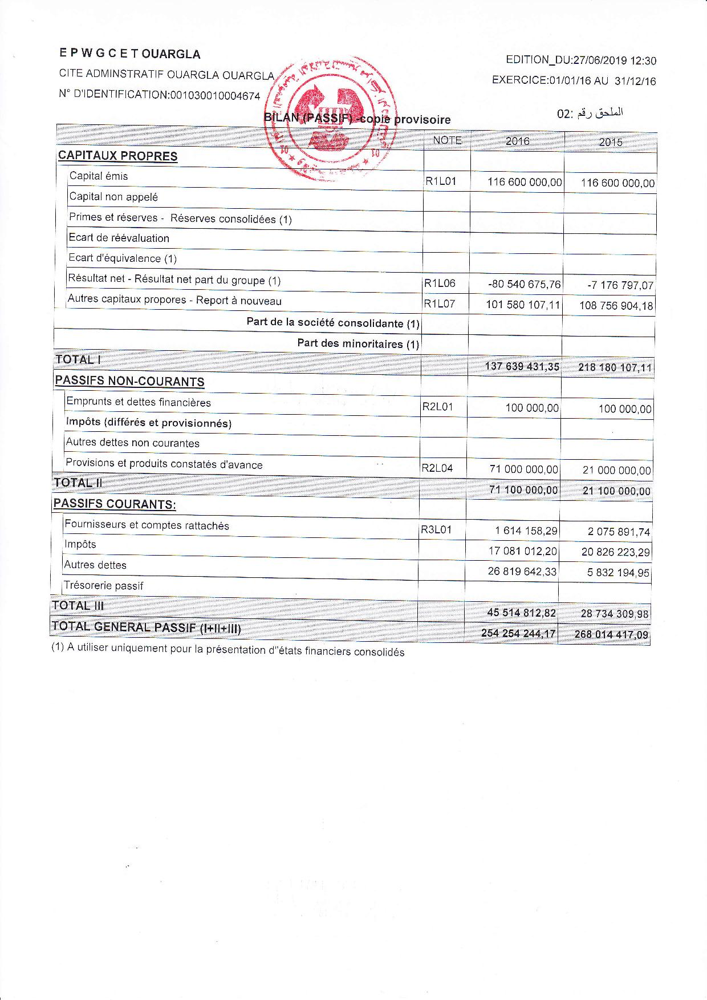 E P W G C E T OUARGLA
CITE ADMINSTRATIF OUARGLA OUARGLA
N° D'IDENTIFICATION:001030010004674
EDITION_DU:27/06/2019 12:30
EXERCICE:01/01/16 AU 31/12/16
الملحق رقم :02
BILAN (PASSIF) -copie provisoire
NOTE 2016 2015
CAPITAUX PROPRES
Capital émis R1L01 116 600 000,00 116 600 000,00
Capital non appelé
Primes et réserves - Réserves consolidées (1)
Ecart de réévaluation
Ecart d'équivalence (1)
Résultat net - Résultat net part du groupe (1) R1L06 -80 540 675,76 -7 176 797,07
Autres capitaux propores - Report à nouveau R1L07 101 580 107,11 108 756 904,18
Part de la société consolidante (1)
Part des minoritaires (1)
TOTAL I 137 639 431,35 218 180 107,11
PASSIFS NON-COURANTS
Emprunts et dettes financières R2L01 100 000,00 100 000,00
Impôts (différés et provisionnés)
Autres dettes non courantes
Provisions et produits constatés d'avance R2L04 71 000 000,00 21 000 000,00
TOTAL II 71 100 000,00 21 100 000,00
PASSIFS COURANTS:
Fournisseurs et comptes rattachés R3L01 1 614 158,29 2 075 891,74
Impôts 17 081 012,20 20 826 223,29
Autres dettes 26 819 642,33 5 832 194,95
Trésorerie passif
TOTAL III 45 514 812,82 28 734 309,98
TOTAL GENERAL PASSIF (I+II+III) 254 254 244,17 268 014 417,09
(1) A utiliser uniquement pour la présentation d"états financiers consolidés